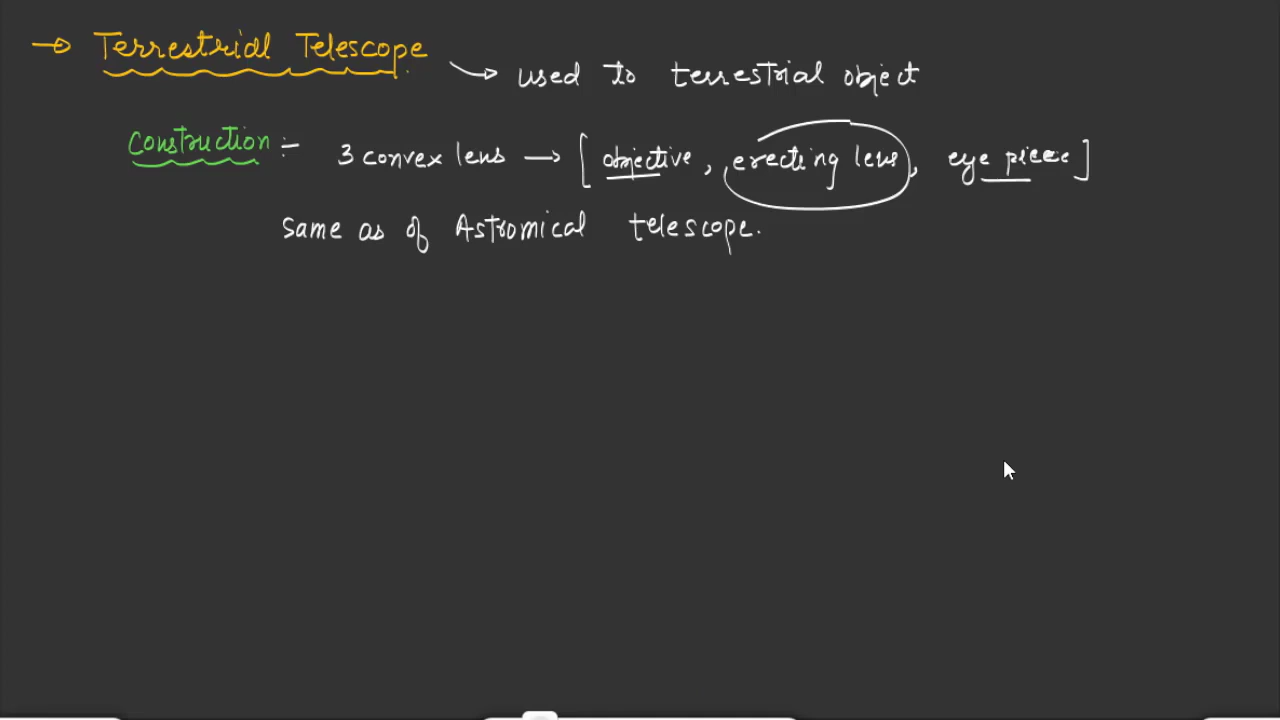 → Terrestrial Telescope
→ used to terrestrial object
Construction :- 3 convex lens → [objective, erecting lens, eye piece]
same as of Astromical telescope.